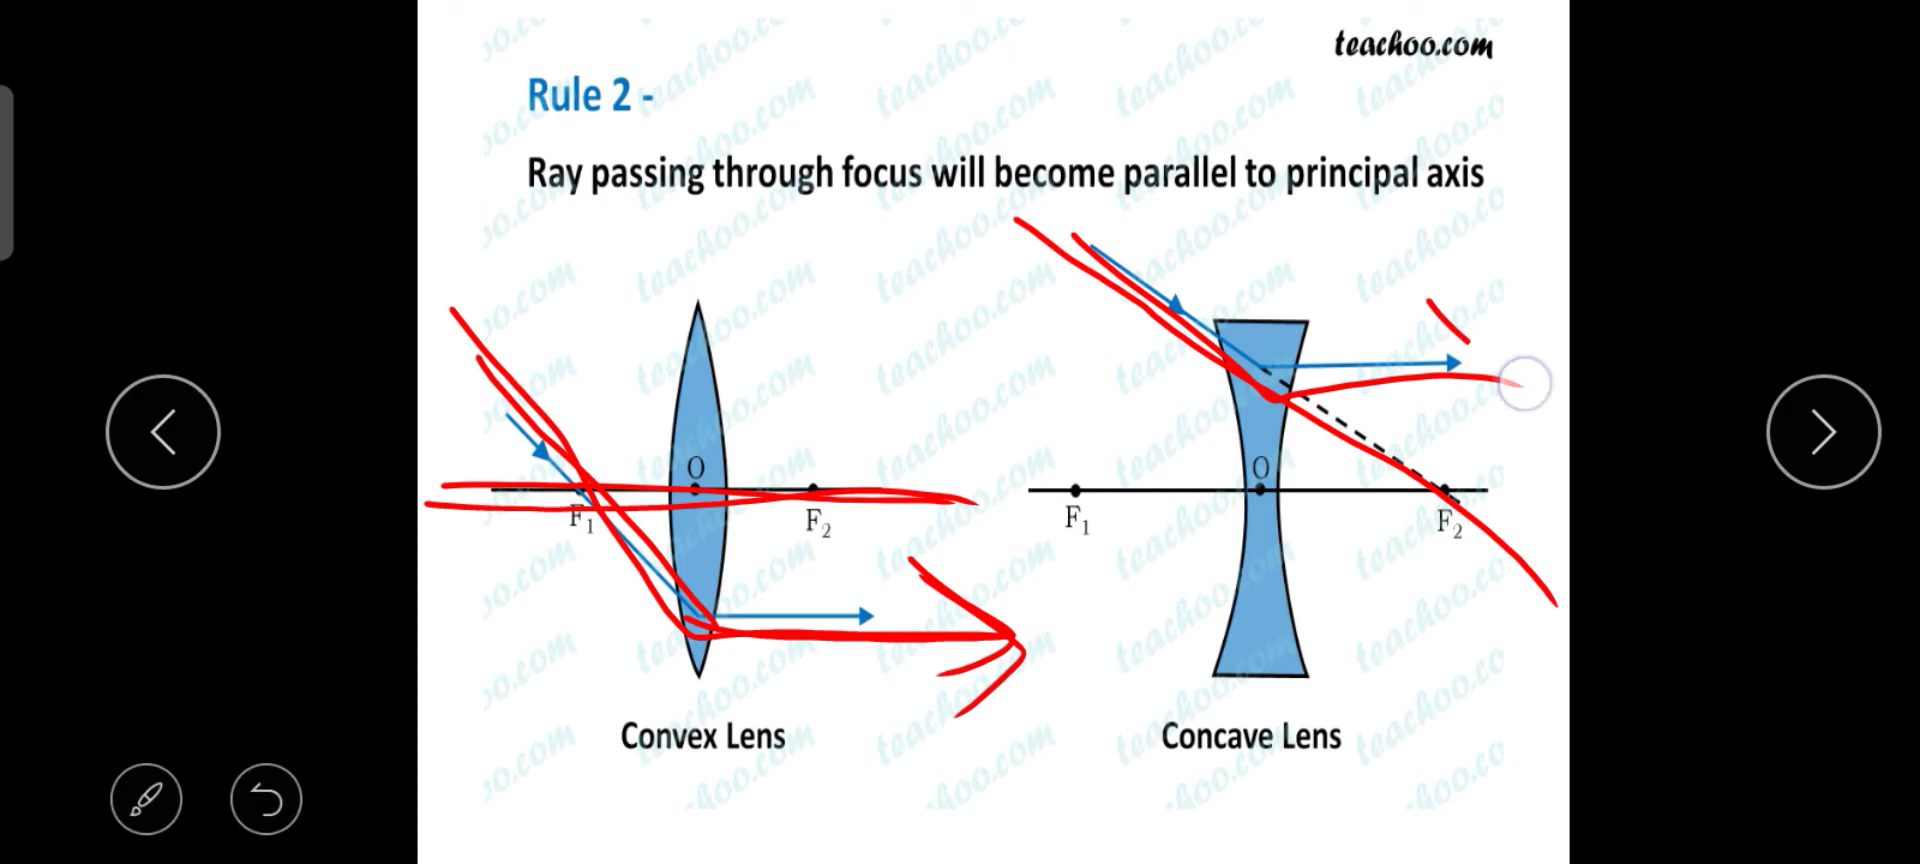 teachoo.com
Rule 2 -
Ray passing through focus will become parallel to principal axis
O
F1
F2
O
F1
F2
Convex Lens
Concave Lens